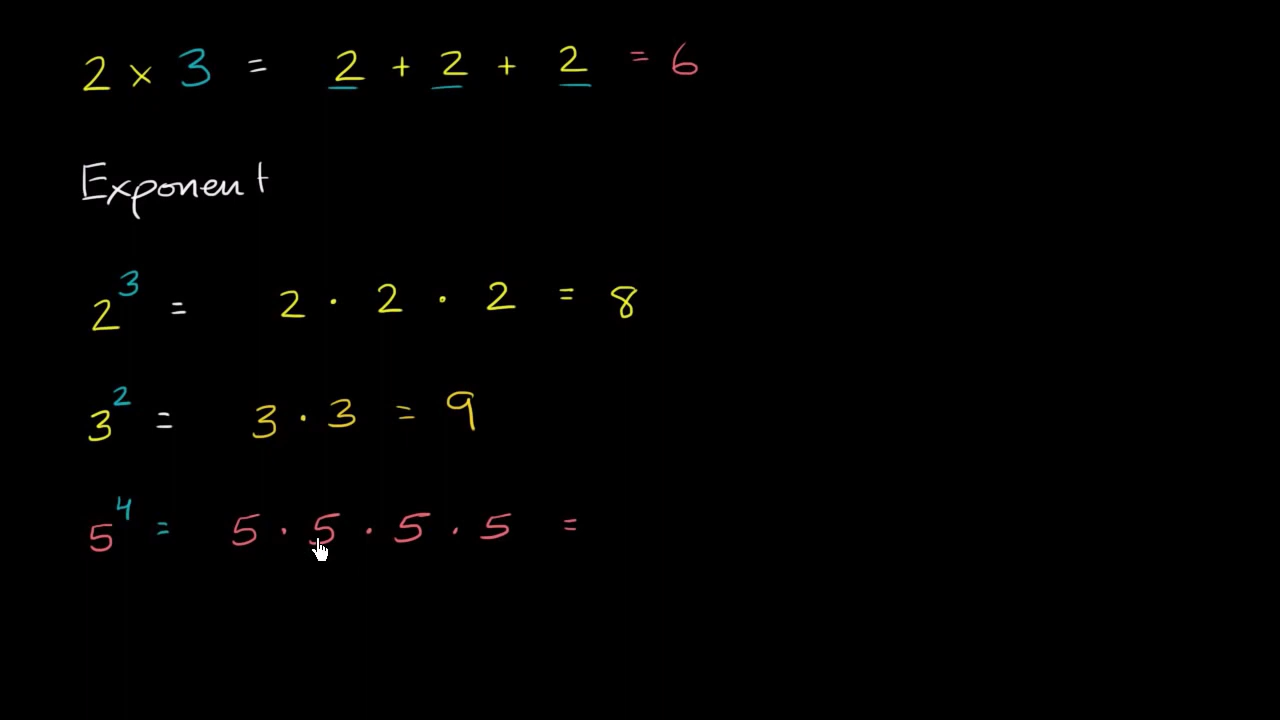 2 × 3 = 2 + 2 + 2 = 6
Exponent
2³ = 2 · 2 · 2 = 8
3² = 3 · 3 = 9
5⁴ = 5 · 5 · 5 · 5 =